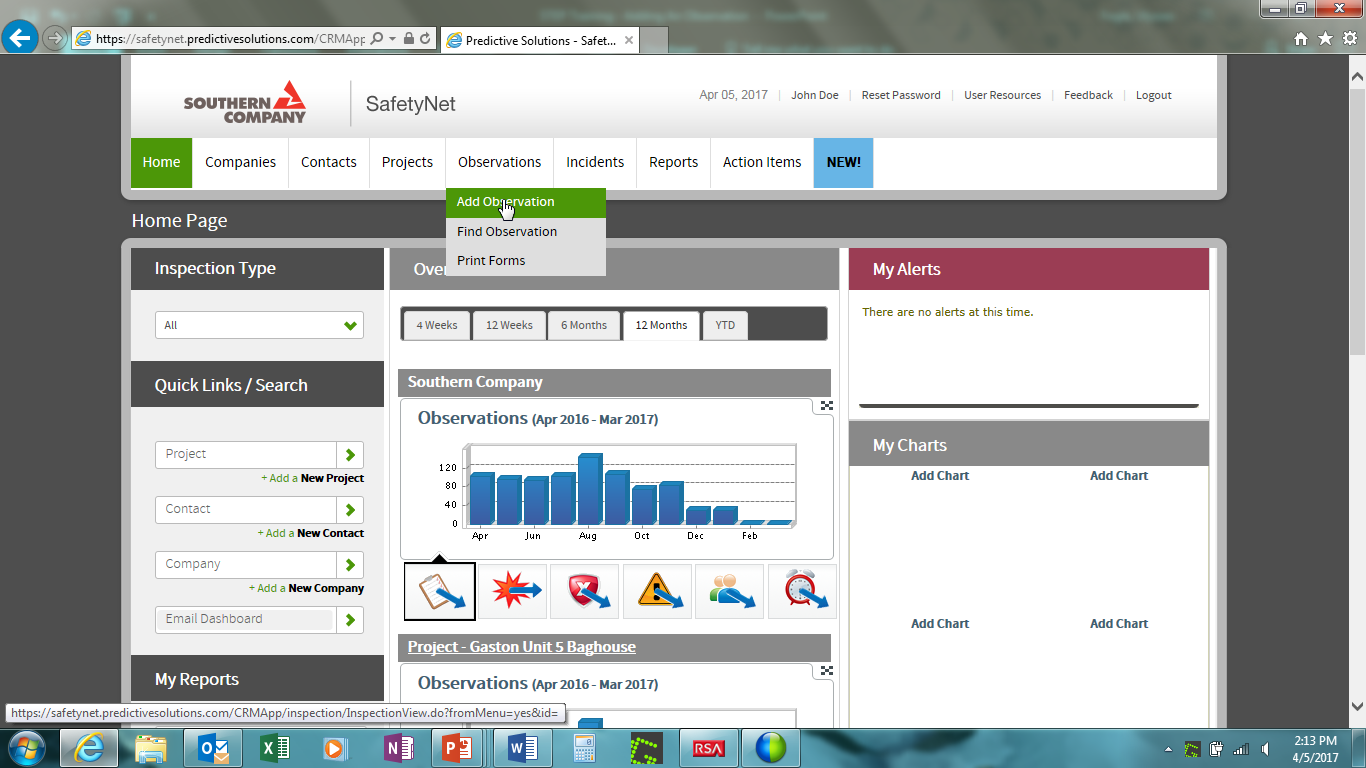 https://safetynet.predictivesolutions.com/CRMApp
Predictive Solutions - Safet...
SOUTHERN COMPANY
SafetyNet
Apr 05, 2017 | John Doe | Reset Password | User Resources | Feedback | Logout
Home
Companies
Contacts
Projects
Observations
Incidents
Reports
Action Items
NEW!
Add Observation
Find Observation
Print Forms
Home Page
Inspection Type
All
Quick Links / Search
Project
+ Add a New Project
Contact
+ Add a New Contact
Company
+ Add a New Company
Email Dashboard
My Reports
Over
4 Weeks
12 Weeks
6 Months
12 Months
YTD
Southern Company
Observations (Apr 2016 - Mar 2017)
120
80
40
0
Apr Jun Aug Oct Dec Feb
Project - Gaston Unit 5 Baghouse
Observations (Apr 2016 - Mar 2017)
My Alerts
There are no alerts at this time.
My Charts
Add Chart
Add Chart
Add Chart
Add Chart
https://safetynet.predictivesolutions.com/CRMApp/inspection/InspectionView.do?fromMenu=yes&id=
RSA
2:13 PM
4/5/2017